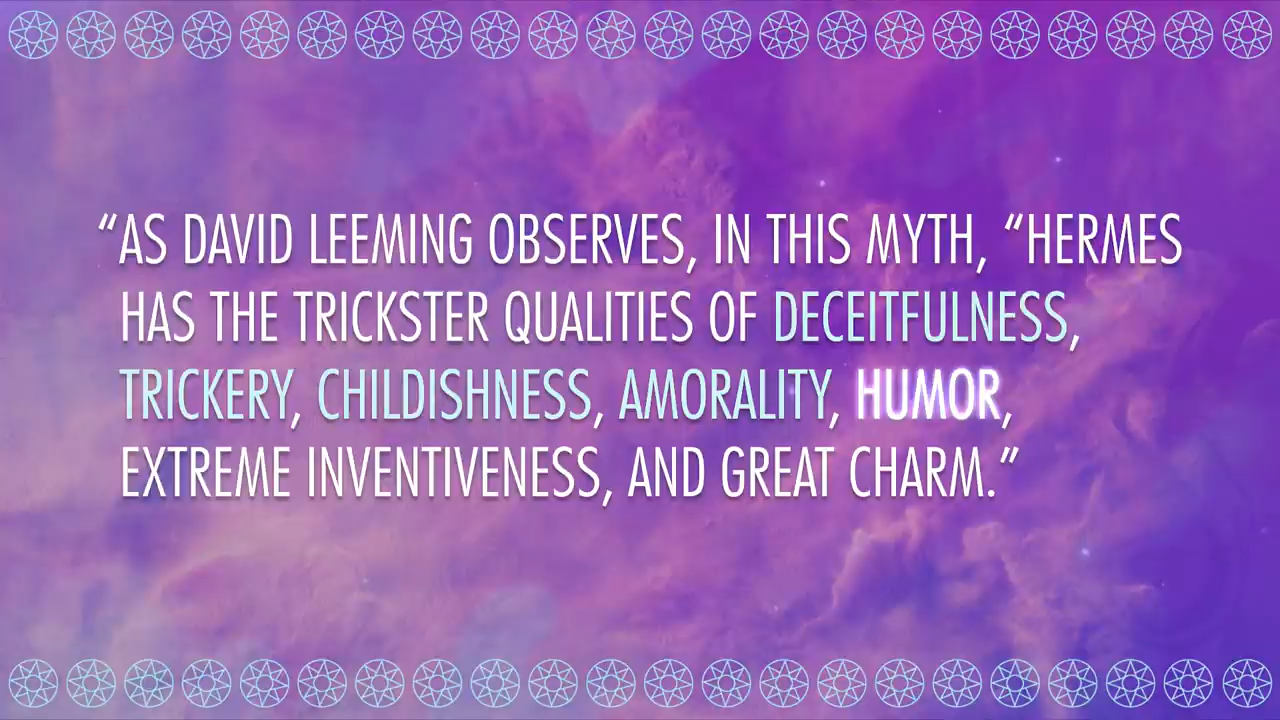 “AS DAVID LEEMING OBSERVES, IN THIS MYTH, “HERMES
HAS THE TRICKSTER QUALITIES OF DECEITFULNESS,
TRICKERY, CHILDISHNESS, AMORALITY, HUMOR,
EXTREME INVENTIVENESS, AND GREAT CHARM.”